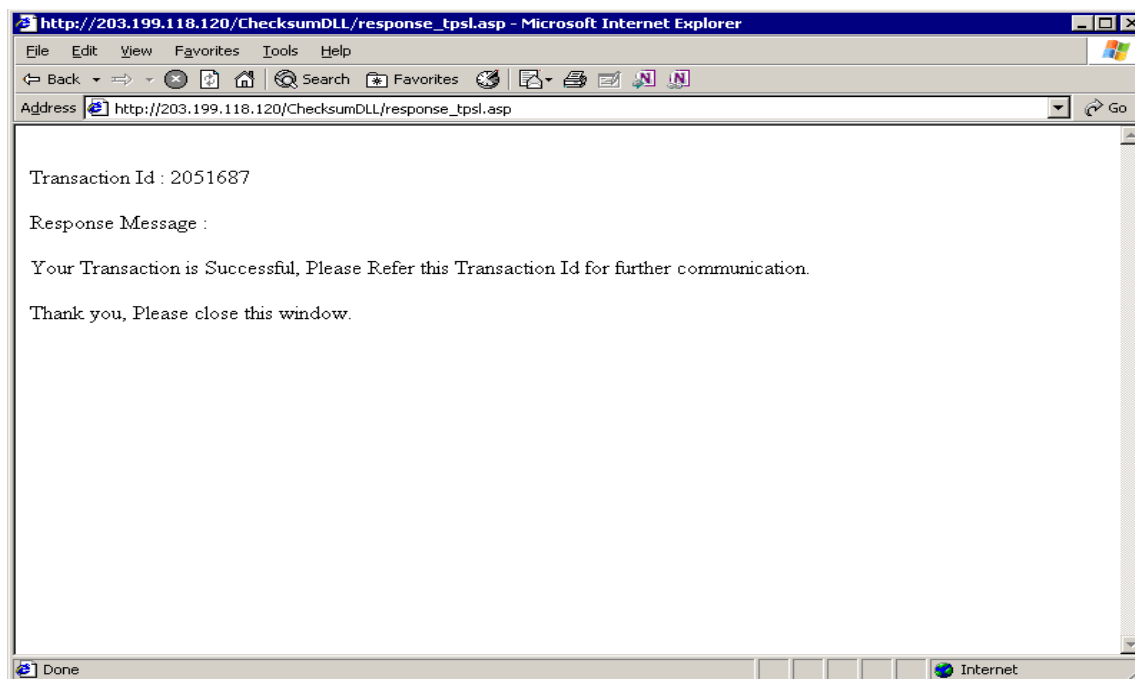 http://203.199.118.120/ChecksumDLL/response_tpsl.asp - Microsoft Internet Explorer
File Edit View Favorites Tools Help
Back Search Favorites
Address http://203.199.118.120/ChecksumDLL/response_tpsl.asp Go
Transaction Id : 2051687
Response Message :
Your Transaction is Successful, Please Refer this Transaction Id for further communication.
Thank you, Please close this window.
Done Internet